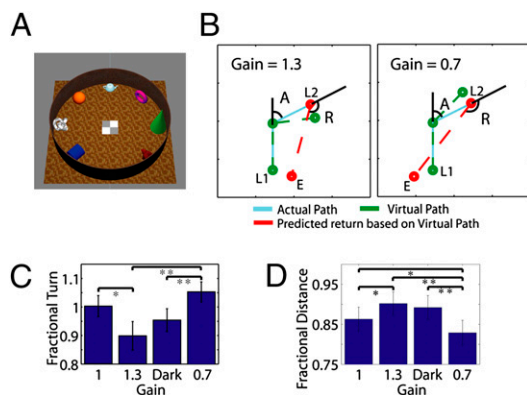 A
B
Gain = 1.3
L2
A
R
L1
E
Gain = 0.7
L2
A
R
L1
E
Actual Path
Virtual Path
Predicted return based on Virtual Path
C
Fractional Turn
1.1
1
0.9
0.8
*
**
**
1
1.3
Dark
0.7
Gain
D
Fractional Distance
0.95
0.85
0.75
*
*
**
**
1
1.3
Dark
0.7
Gain